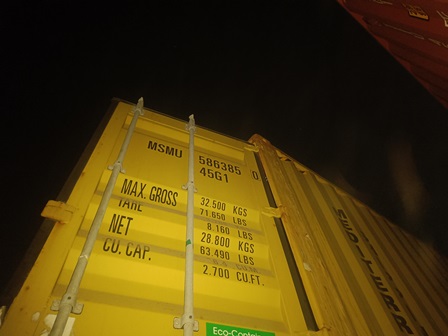 MSMU 586385 0
45G1
MAX. GROSS 32.500 KGS
71.650 LBS
TARE
8.160 LBS
NET 28.800 KGS
63.490 LBS
CU. CAP.
2.700 CU.FT.